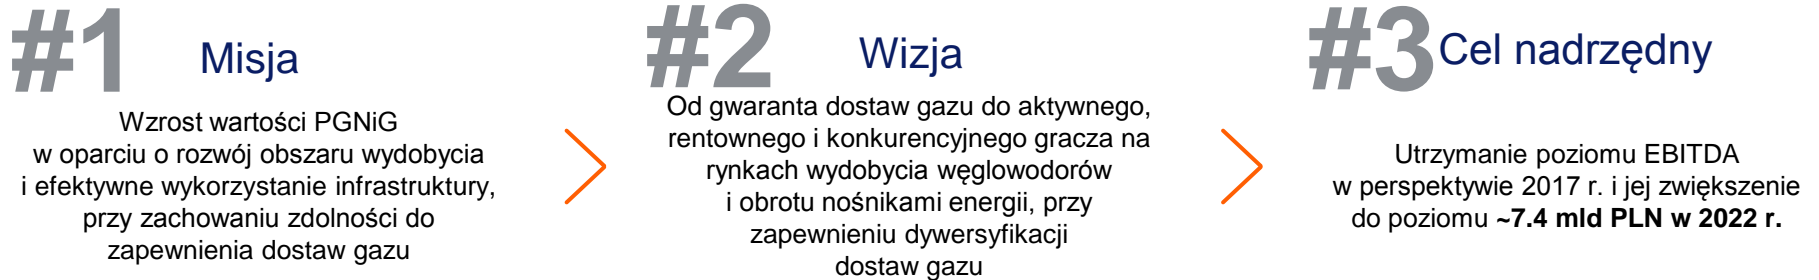 #1 Misja
Wzrost wartości PGNiG
w oparciu o rozwój obszaru wydobycia
i efektywne wykorzystanie infrastruktury,
przy zachowaniu zdolności do
zapewnienia dostaw gazu
#2 Wizja
Od gwaranta dostaw gazu do aktywnego,
rentownego i konkurencyjnego gracza na
rynkach wydobycia węglowodorów
i obrotu nośnikami energii, przy
zapewnieniu dywersyfikacji
dostaw gazu
#3 Cel nadrzędny
Utrzymanie poziomu EBITDA
w perspektywie 2017 r. i jej zwiększenie
do poziomu ~7.4 mld PLN w 2022 r.